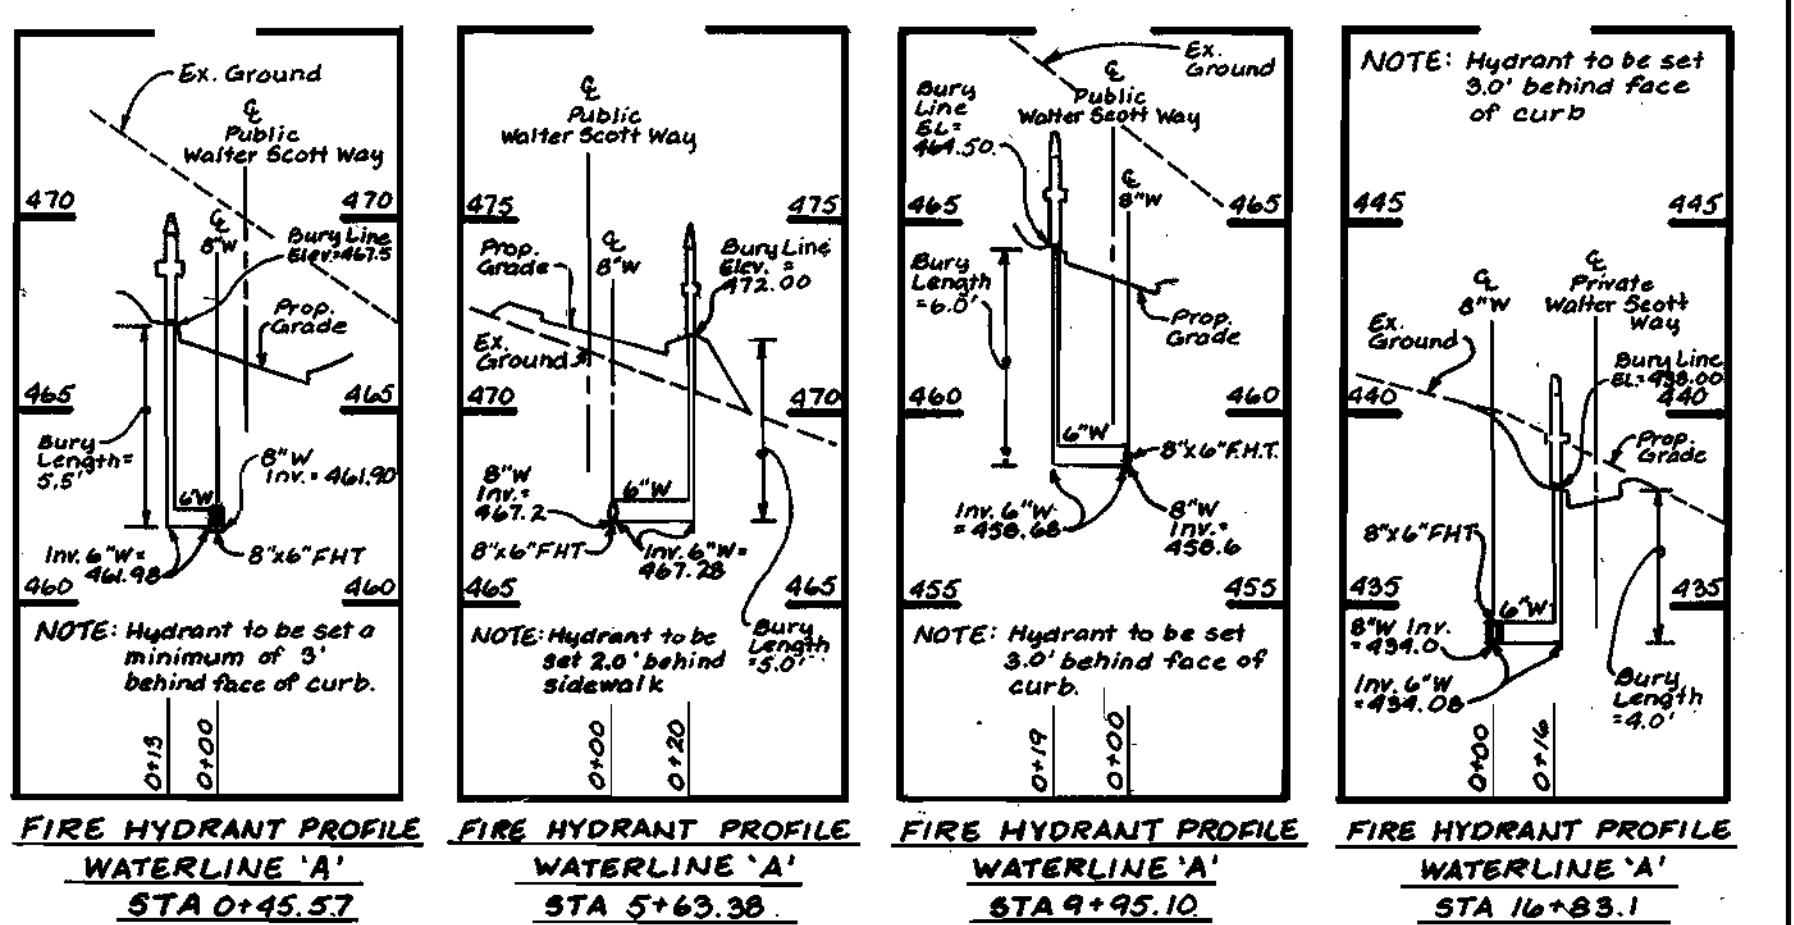 Ex. Ground
℄
Public
Walter Scott Way
470
470
℄
8"W
Bury Line
Elev.=467.5
Prop.
Grade
465
465
Bury
Length=
5.5'
8"W
Inv.=461.90
6"W
Inv. 6"W=
461.98
8"x6"FHT
460
460
NOTE: Hydrant to be set a
minimum of 3'
behind face of curb.
0+13
0+00
FIRE HYDRANT PROFILE
WATERLINE 'A'
STA 0+45.57
℄
Public
Walter Scott Way
475
475
Prop.
Grade
℄
8"W
Bury Line
Elev. =
472.00
Ex.
Ground
470
470
8"W
Inv.=
467.2
6"W
8"x6"FHT
Inv. 6"W=
467.28
465
465
NOTE: Hydrant to be
set 2.0' behind
sidewalk
Bury
Length
=5.0'
0+00
0+20
FIRE HYDRANT PROFILE
WATERLINE 'A'
STA 5+63.38
Ex.
Ground
℄
Public
Walter Scott Way
Bury
Line
EL=
464.50
℄
8"W
465
465
Bury
Length
=6.0'
Prop.
Grade
460
460
6"W
8"x6"F.H.T.
Inv. 6"W
=458.68
8"W
Inv.=
458.6
455
455
NOTE: Hydrant to be set
3.0' behind face of
curb.
0+19
0+00
FIRE HYDRANT PROFILE
WATERLINE 'A'
STA 9+95.10
NOTE: Hydrant to be set
3.0' behind face
of curb
445
445
℄
8"W
℄
Private
Walter Scott
Way
Ex.
Ground
Bury Line
EL=438.00
440
440
Prop.
Grade
8"x6"FHT
435
435
6"W
8"W Inv.
=434.0
Inv. 6"W
=434.08
Bury
Length
=4.0'
0+00
0+16
FIRE HYDRANT PROFILE
WATERLINE 'A'
STA 16+83.1